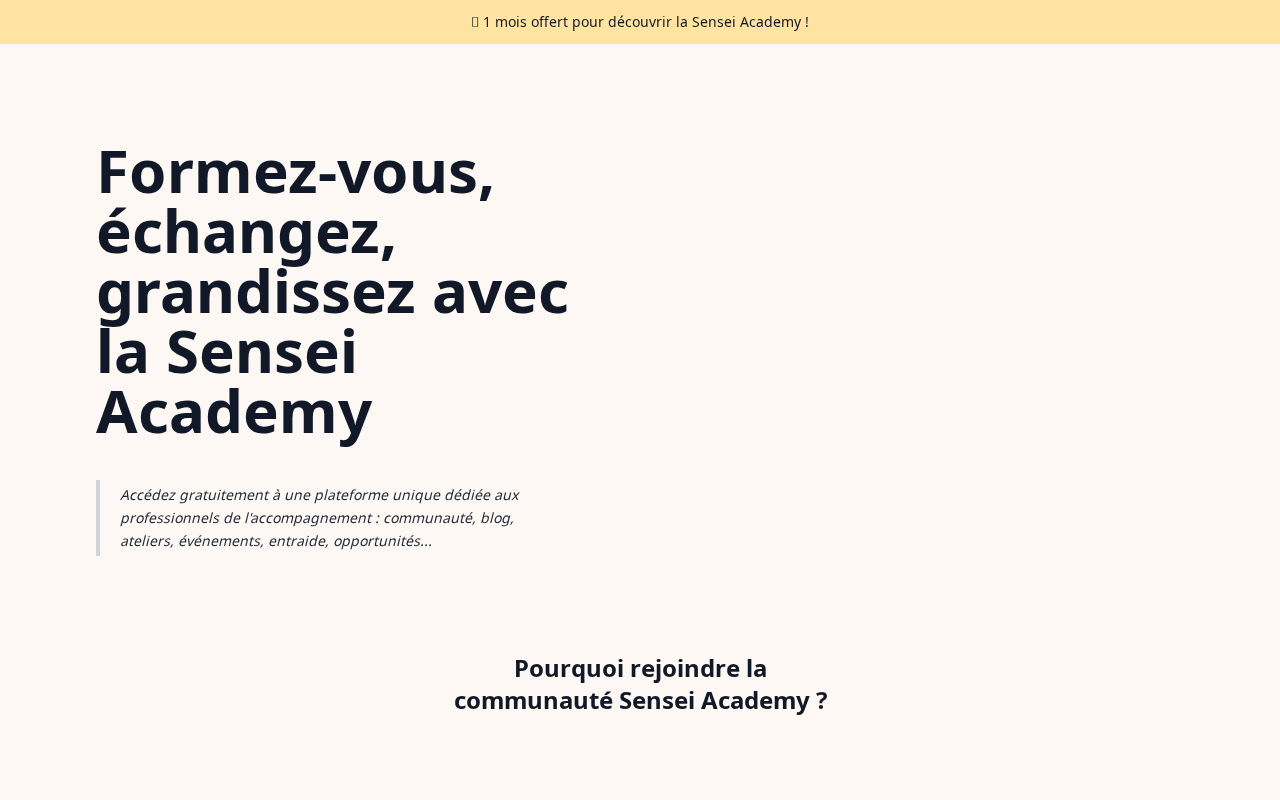 1 mois offert pour découvrir la Sensei Academy !
Formez-vous,
échangez,
grandissez avec
la Sensei
Academy
Accédez gratuitement à une plateforme unique dédiée aux
professionnels de l'accompagnement : communauté, blog,
ateliers, événements, entraide, opportunités...
Pourquoi rejoindre la
communauté Sensei Academy ?